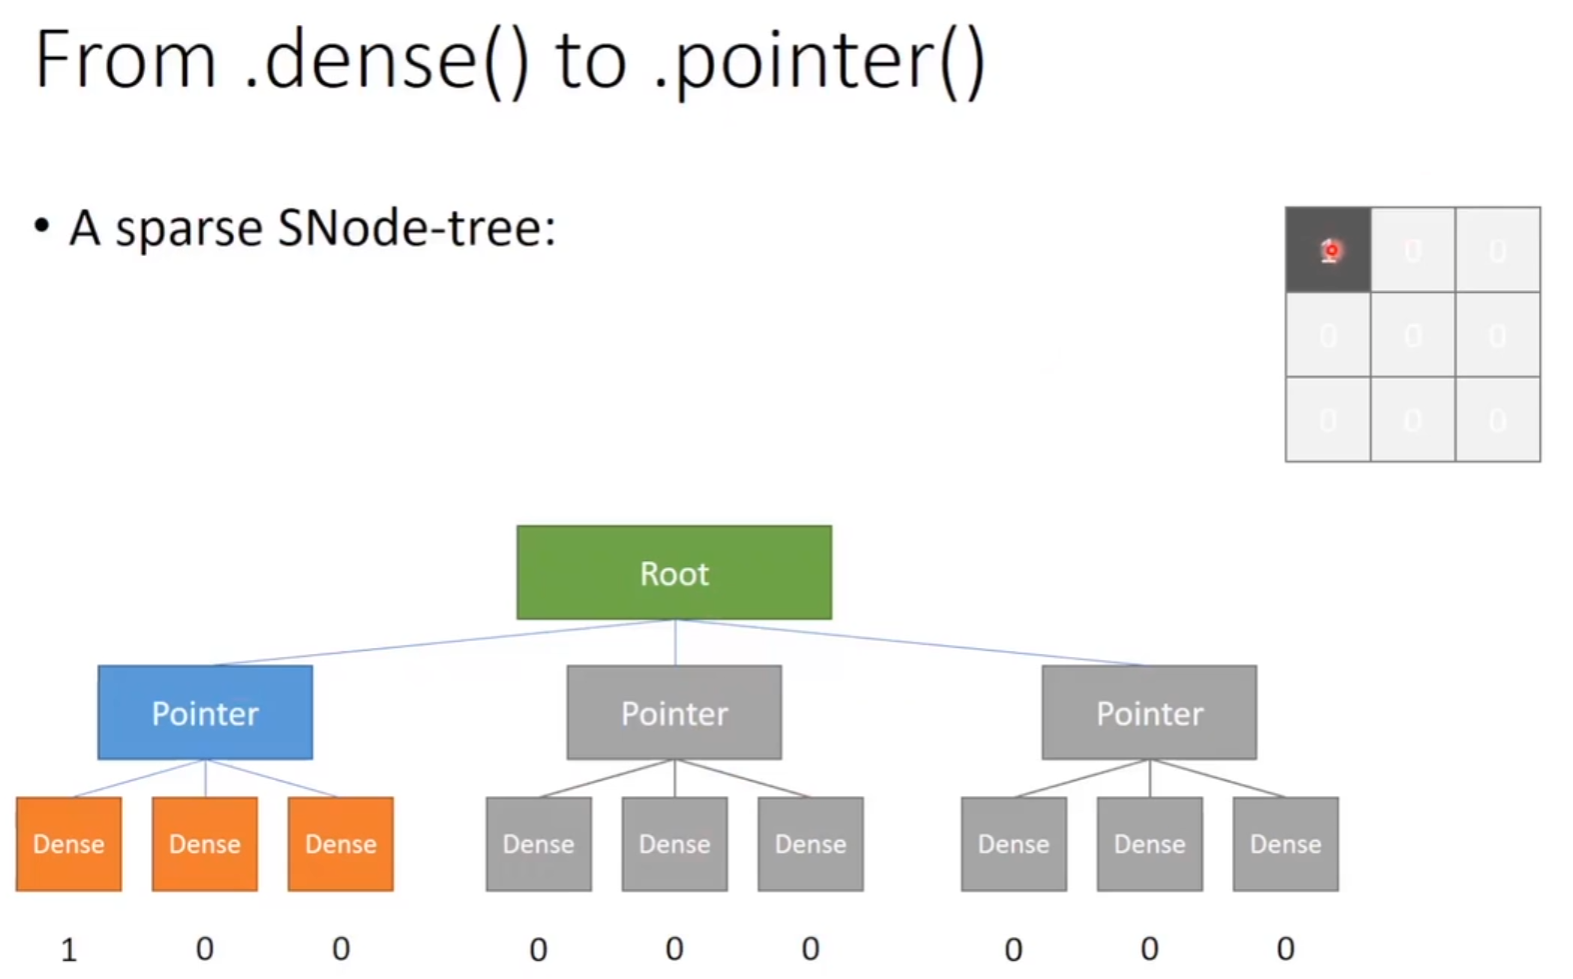 From .dense() to .pointer()
• A sparse SNode-tree:
1 0 0
0 0 0
0 0 0
Root
Pointer Pointer Pointer
Dense Dense Dense Dense Dense Dense Dense Dense Dense
1 0 0 0 0 0 0 0 0